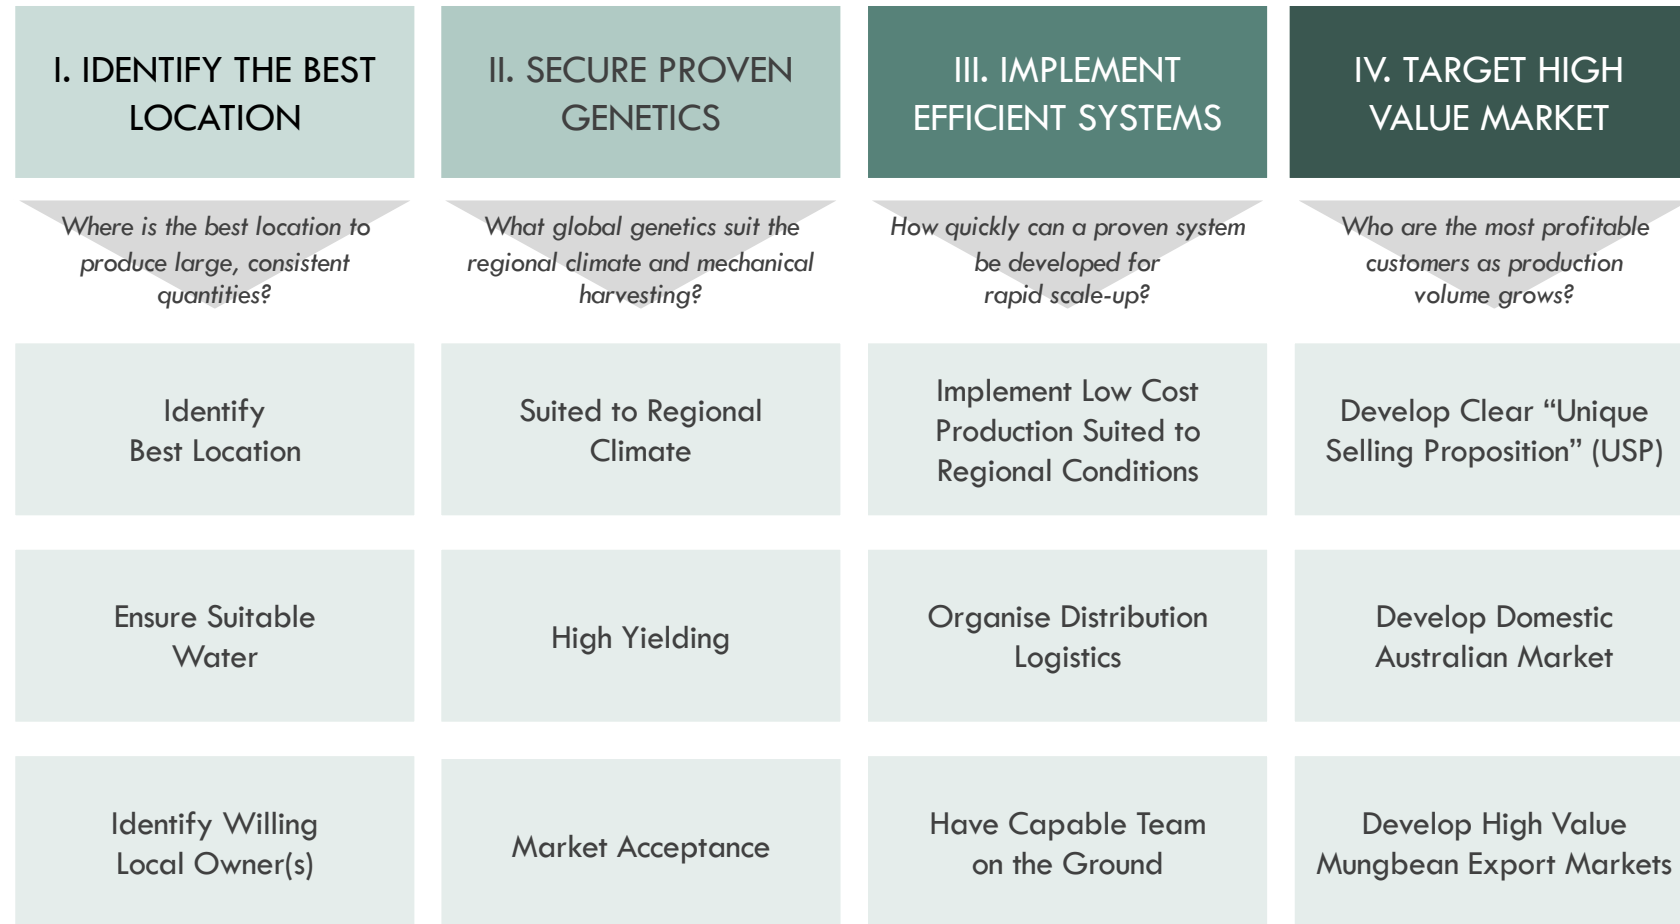 I. IDENTIFY THE BEST
LOCATION
II. SECURE PROVEN
GENETICS
III. IMPLEMENT
EFFICIENT SYSTEMS
IV. TARGET HIGH
VALUE MARKET
Where is the best location to
produce large, consistent
quantities?
What global genetics suit the
regional climate and mechanical
harvesting?
How quickly can a proven system
be developed for
rapid scale-up?
Who are the most profitable
customers as production
volume grows?
Identify
Best Location
Suited to Regional
Climate
Implement Low Cost
Production Suited to
Regional Conditions
Develop Clear “Unique
Selling Proposition” (USP)
Ensure Suitable
Water
High Yielding
Organise Distribution
Logistics
Develop Domestic
Australian Market
Identify Willing
Local Owner(s)
Market Acceptance
Have Capable Team
on the Ground
Develop High Value
Mungbean Export Markets